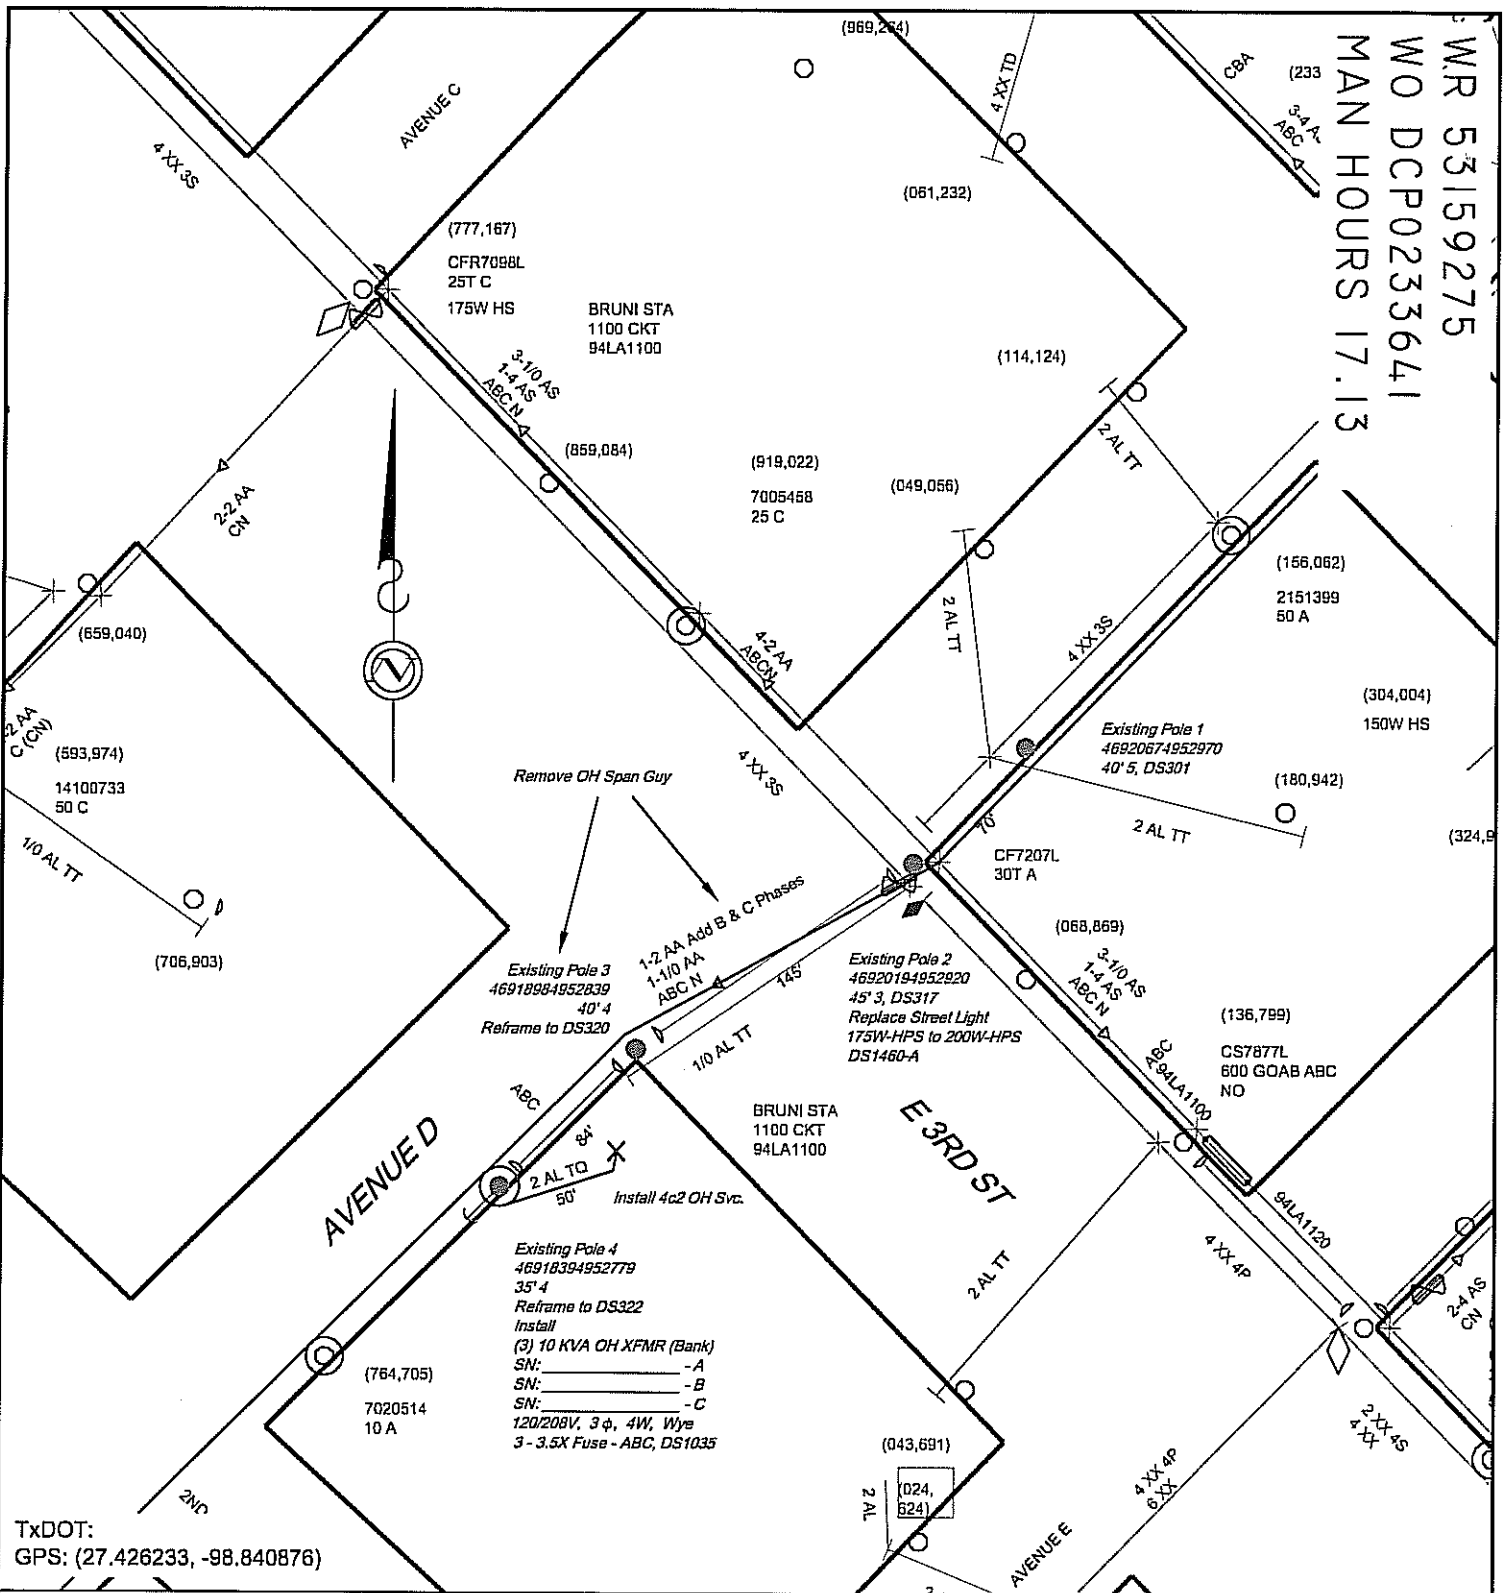 WR 53159275
WO DCP0233641
MAN HOURS 17.13
(969,264)
4 XX TD
CBA
(233
3-4 A-
ABC
AVENUE C
4 XX 3S
(061,232)
(777,167)
CFR7098L
25T C
175W HS
BRUNI STA
1100 CKT
94LA1100
3-1/0 AS
1-4 AS
ABC N
(114,124)
2 AL TT
(859,084)
(919,022)
7005458
25 C
(049,056)
2-2 AA
CN
(156,062)
2151399
50 A
2 AL TT
4 XX 3S
(659,040)
4-2 AA
ABCN
(304,004)
150W HS
-2 AA
C (CN)
(593,974)
14100733
50 C
Existing Pole 1
46920674952970
40' 5, DS301
4 XX 3S
Remove OH Span Guy
(180,942)
70'
2 AL TT
(324,9
1/0 AL TT
CF7207L
30T A
(706,903)
(068,869)
1-2 AA Add B & C Phases
1-1/0 AA
ABC N
145'
Existing Pole 3
46918984952839
40' 4
Reframe to DS320
Existing Pole 2
46920194952920
45' 3, DS317
Replace Street Light
175W-HPS to 200W-HPS
DS1460-A
3-1/0 AS
1-4 AS
ABC N
(136,799)
CS7877L
600 GOAB ABC
NO
ABC
94LA1100
1/0 AL TT
ABC
84'
BRUNI STA
1100 CKT
94LA1100
E 3RD ST
AVENUE D
2 AL TQ
50'
Install 4c2 OH Svc.
94LA1120
4 XX 4P
2 AL TT
2-4 AS
CN
Existing Pole 4
46918394952779
35' 4
Reframe to DS322
Install
(3) 10 KVA OH XFMR (Bank)
SN: - A
SN: - B
SN: - C
120/208V, 3 ϕ, 4W, Wye
3 - 3.5X Fuse - ABC, DS1035
(764,705)
7020514
10 A
2 XX 4S
4 XX
(043,691)
4 XX 4P
6 XX
(024,
624)
2 AL
2ND
AVENUE E
TxDOT:
GPS: (27.426233, -98.840876)